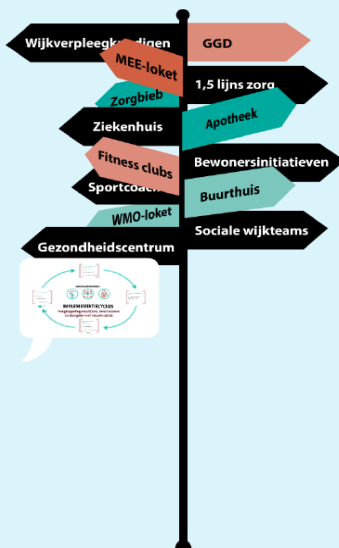 Wijkverpleegkundigen
GGD
MEE-loket
1,5 lijns zorg
Zorgbieb
Apotheek
Ziekenhuis
Fitness clubs
Bewonersinitiatieven
Sportcoach
Buurthuis
WMO-loket
Sociale wijkteams
Gezondheidscentrum